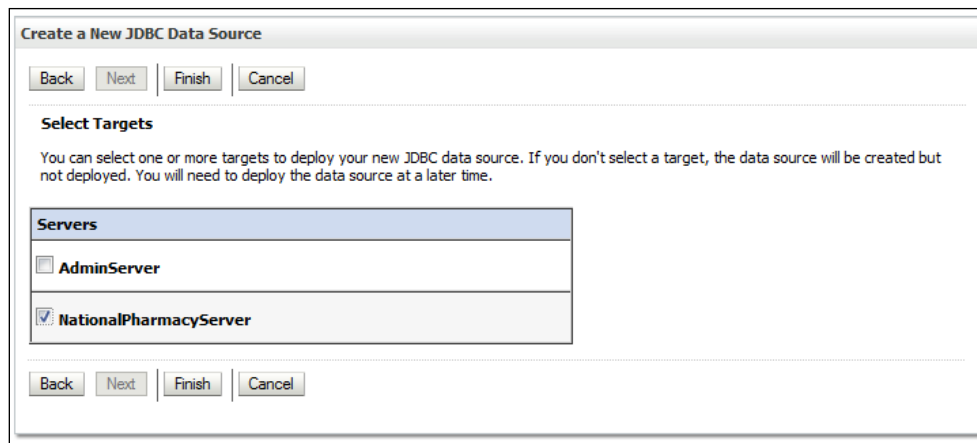 Create a New JDBC Data Source
Back Next Finish Cancel
Select Targets
You can select one or more targets to deploy your new JDBC data source. If you don't select a target, the data source will be created but
not deployed. You will need to deploy the data source at a later time.
Servers
AdminServer
NationalPharmacyServer
Back Next Finish Cancel